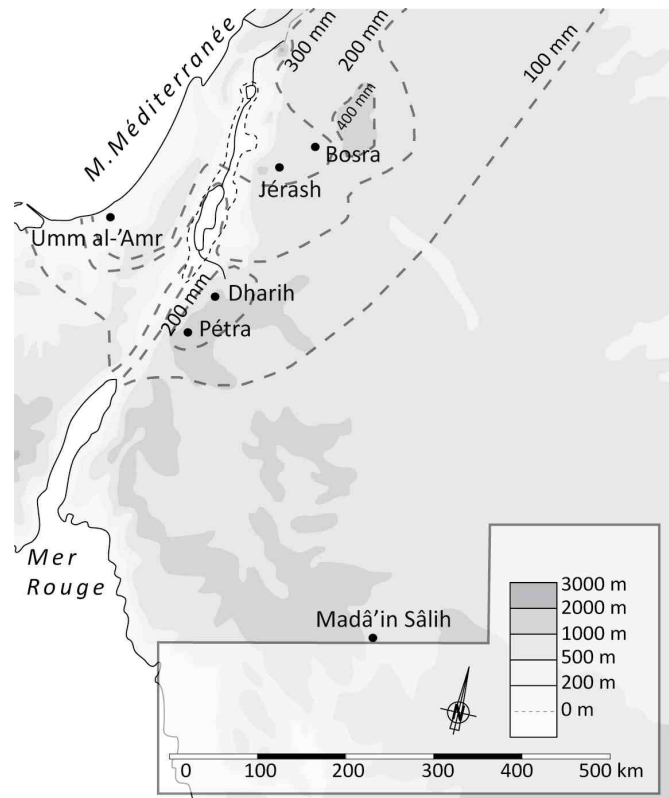 300 mm
200 mm
100 mm
400 mm
M. Méditerranée
Bosra
Jérash
Umm al-'Amr
Dharih
200 mm
Pétra
Mer
Rouge
Madâ'in Sâlih
3000 m
2000 m
1000 m
500 m
200 m
0 m
N
0 100 200 300 400 500 km